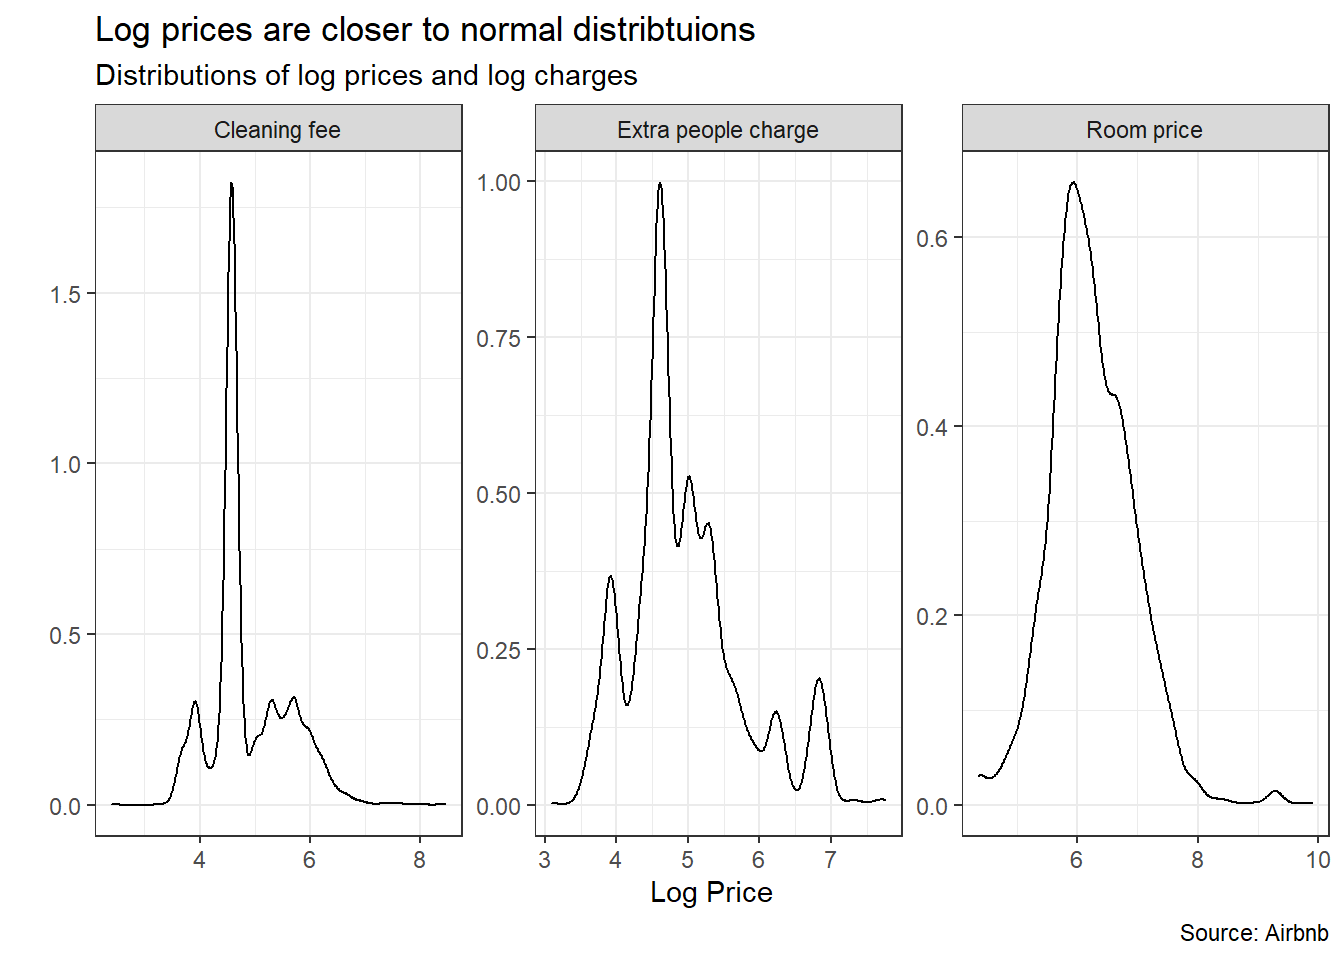 Log prices are closer to normal distribtuions
Distributions of log prices and log charges
Cleaning fee
Extra people charge
Room price
1.5
1.0
0.5
0.0
1.00
0.75
0.50
0.25
0.00
0.6
0.4
0.2
0.0
4 6 8
3 4 5 6 7
6 8 10
Log Price
Source: Airbnb